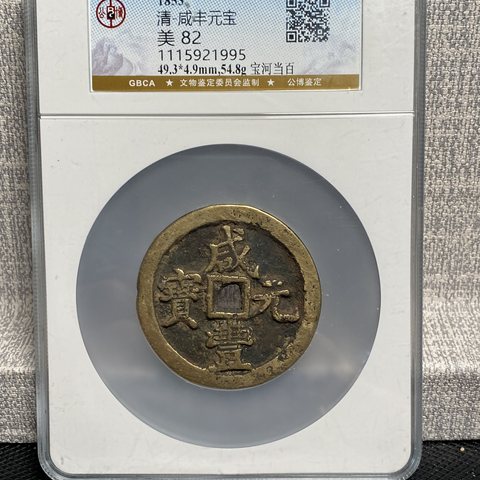 1853
清·咸丰元宝
美 82
1115921995
49.3*4.9mm,54.8g 宝河当百
GBCA ★ 文物鉴定委员会监制 ★ 公博鉴定
咸
寶 元
豐